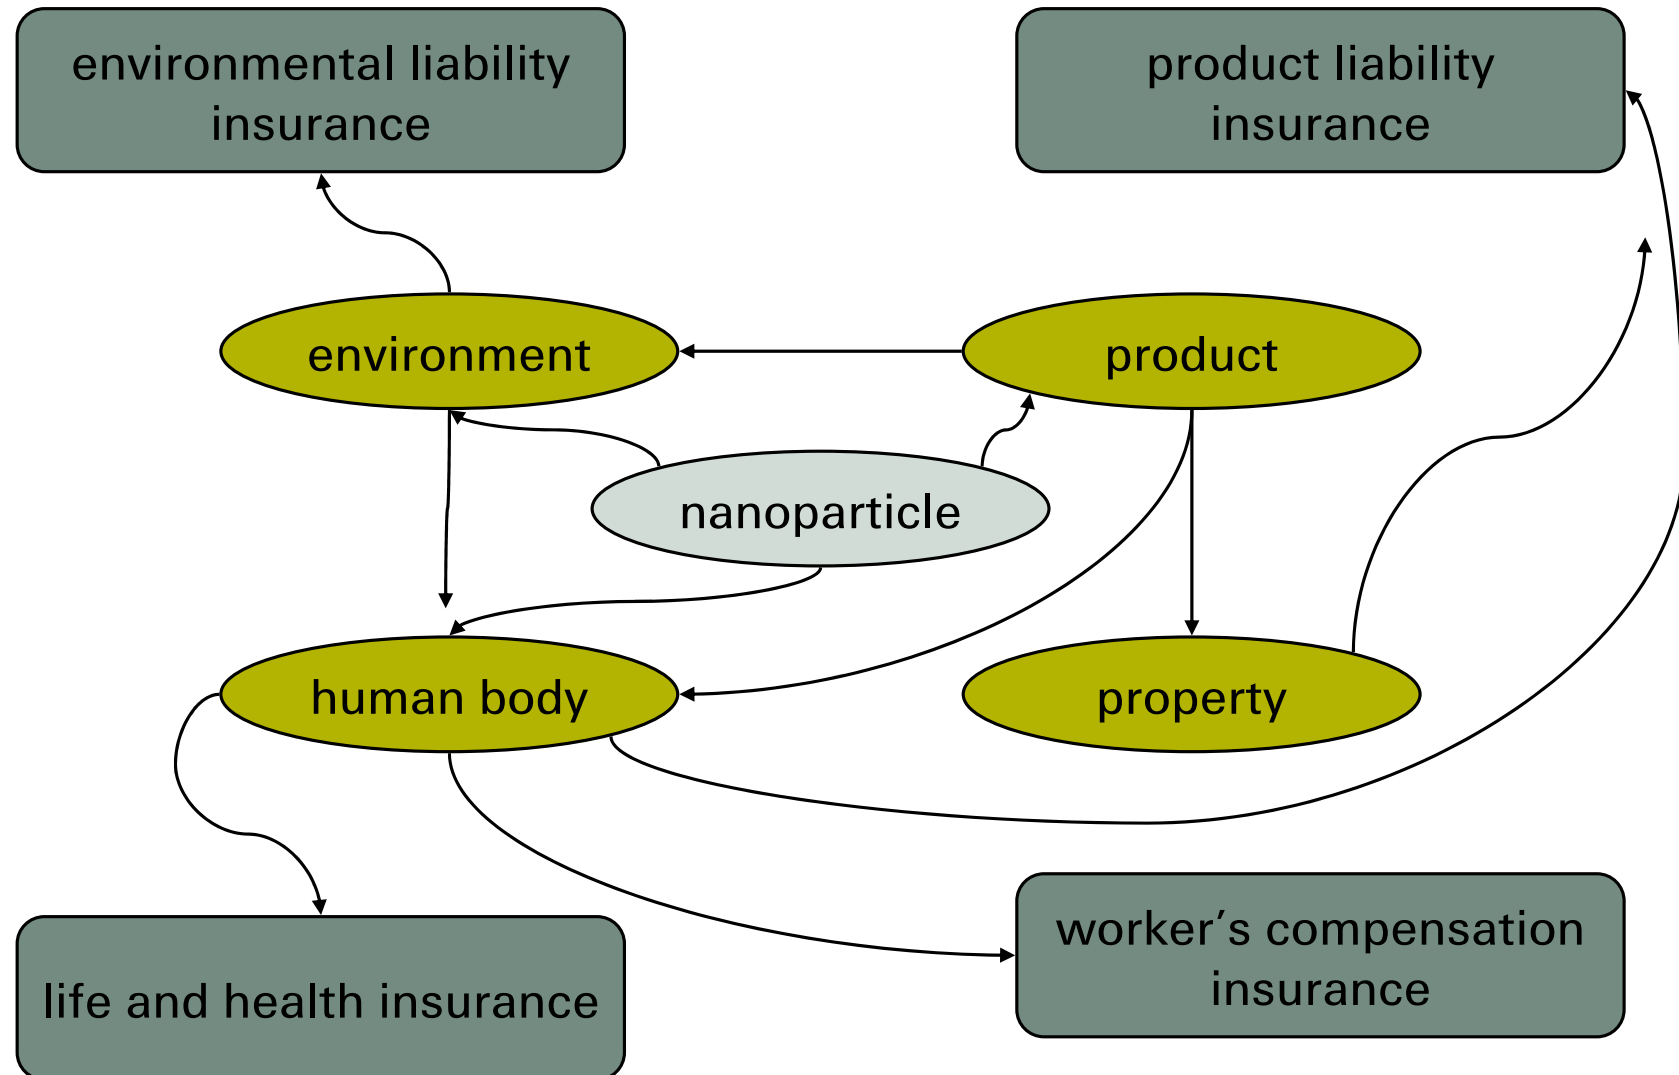 environmental liability
insurance
product liability
insurance
environment
product
nanoparticle
human body
property
life and health insurance
worker’s compensation
insurance